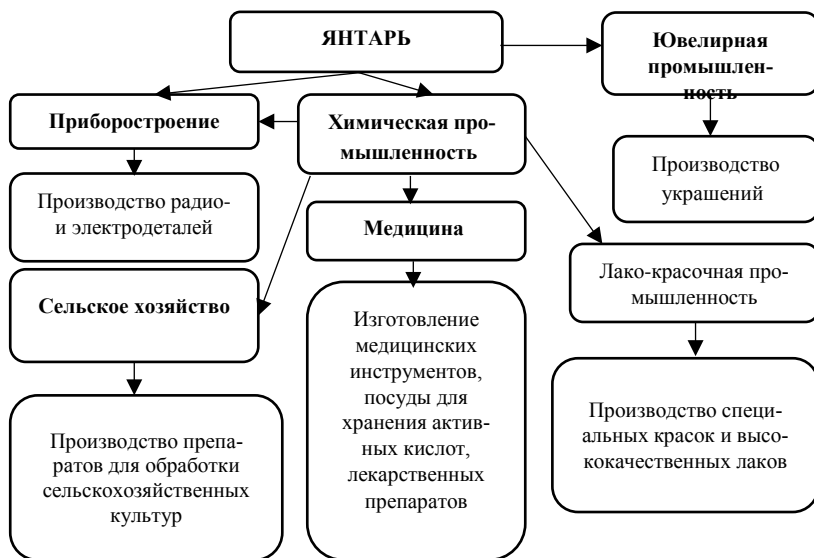 ЯНТАРЬ
Ювелирная
промышлен-
ность
Приборостроение
Химическая про-
мышленность
Производство
украшений
Производство радио-
и электродеталей
Медицина
Лако-красочная про-
мышленность
Сельское хозяйство
Изготовление
медицинских
инструментов,
посуды для
хранения актив-
ных кислот,
лекарственных
препаратов
Производство специ-
альных красок и высо-
кокачественных лаков
Производство препа-
ратов для обработки
сельскохозяйственных
культур